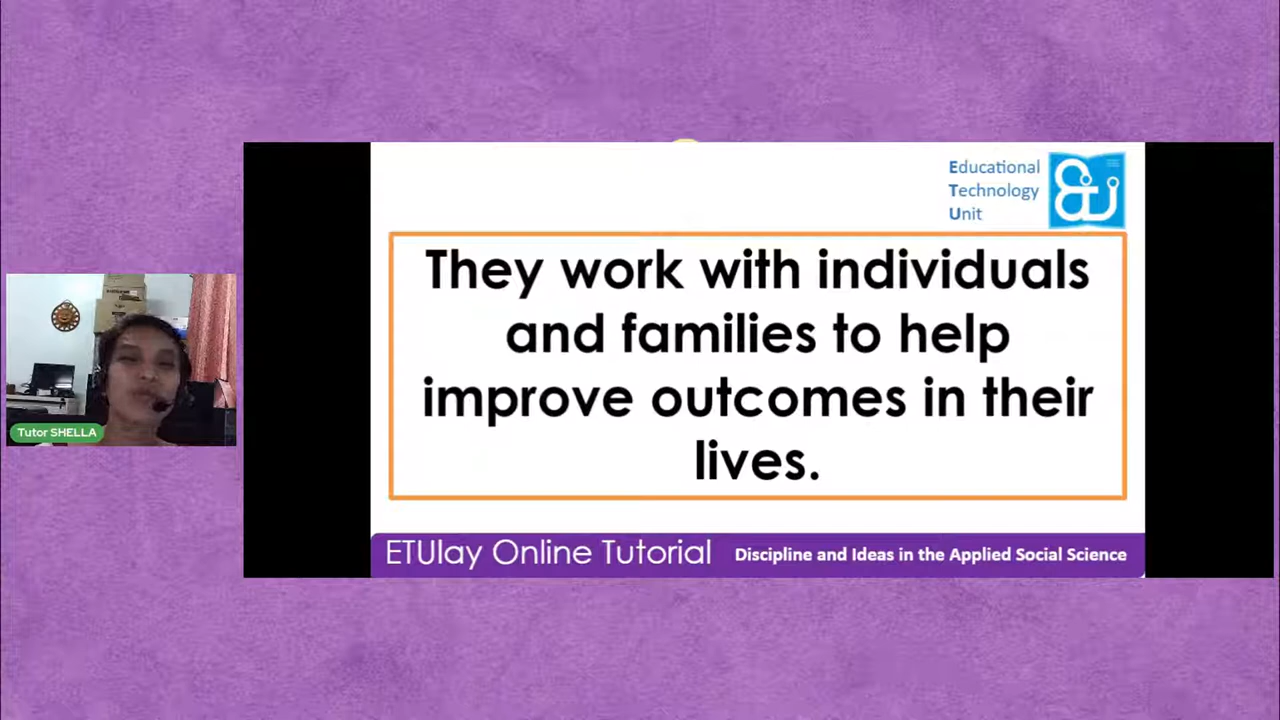 Educational
Technology
Unit
They work with individuals
and families to help
improve outcomes in their
lives.
Tutor SHELLA
ETUlay Online Tutorial
Discipline and Ideas in the Applied Social Science